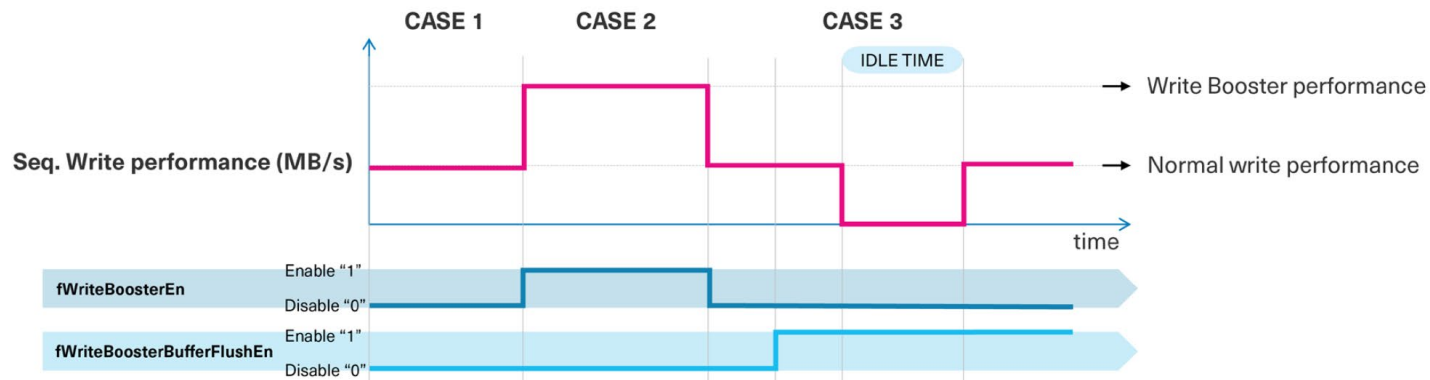 CASE 1
CASE 2
CASE 3
IDLE TIME
Write Booster performance
Seq. Write performance (MB/s)
Normal write performance
time
Enable “1”
fWriteBoosterEn
Disable “0”
Enable “1”
fWriteBoosterBufferFlushEn
Disable “0”